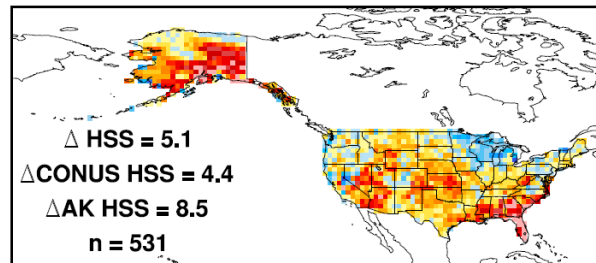 Δ HSS = 5.1
ΔCONUS HSS = 4.4
ΔAK HSS = 8.5
n = 531